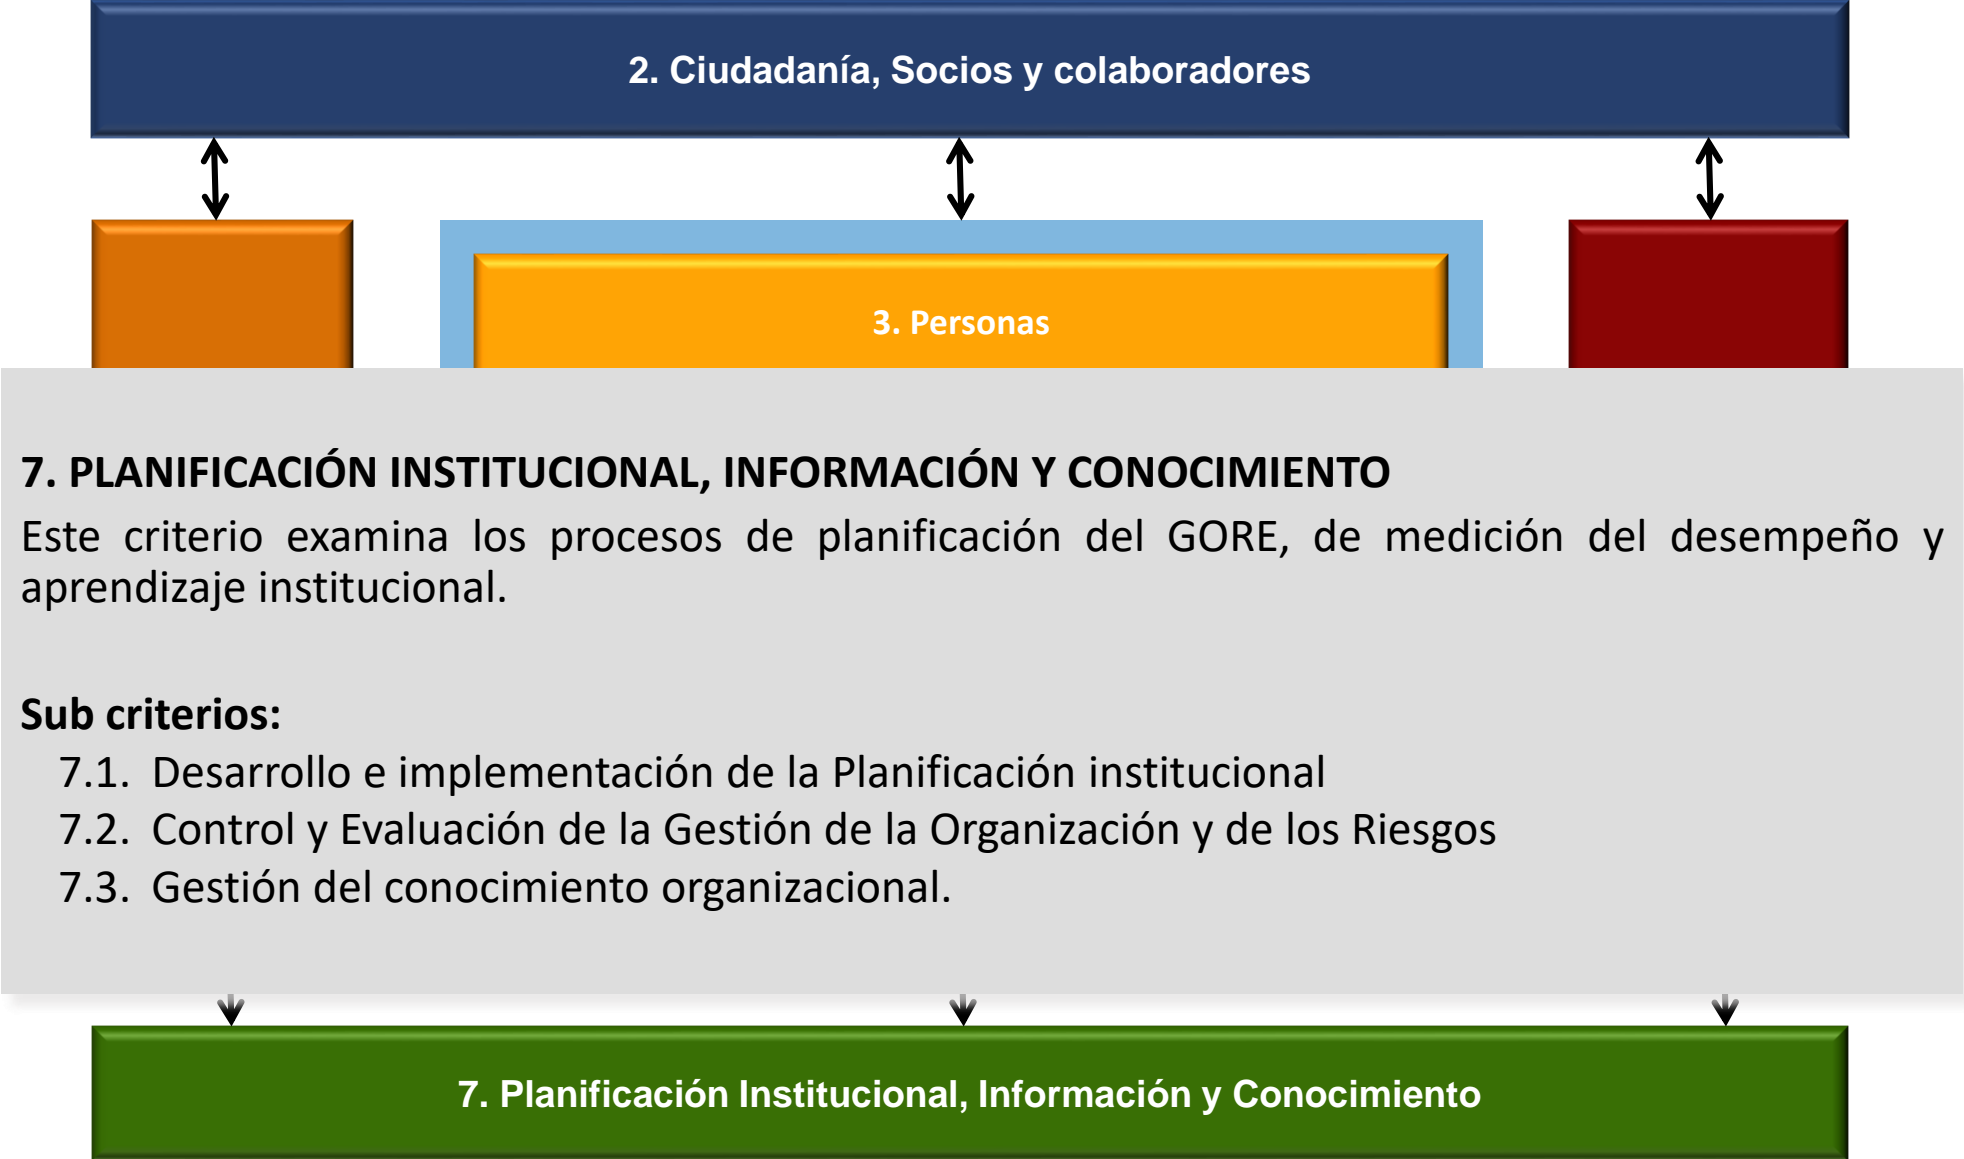 2. Ciudadanía, Socios y colaboradores
3. Personas
7. PLANIFICACIÓN INSTITUCIONAL, INFORMACIÓN Y CONOCIMIENTO
Este criterio examina los procesos de planificación del GORE, de medición del desempeño y
aprendizaje institucional.
Sub criterios:
7.1. Desarrollo e implementación de la Planificación institucional
7.2. Control y Evaluación de la Gestión de la Organización y de los Riesgos
7.3. Gestión del conocimiento organizacional.
7. Planificación Institucional, Información y Conocimiento